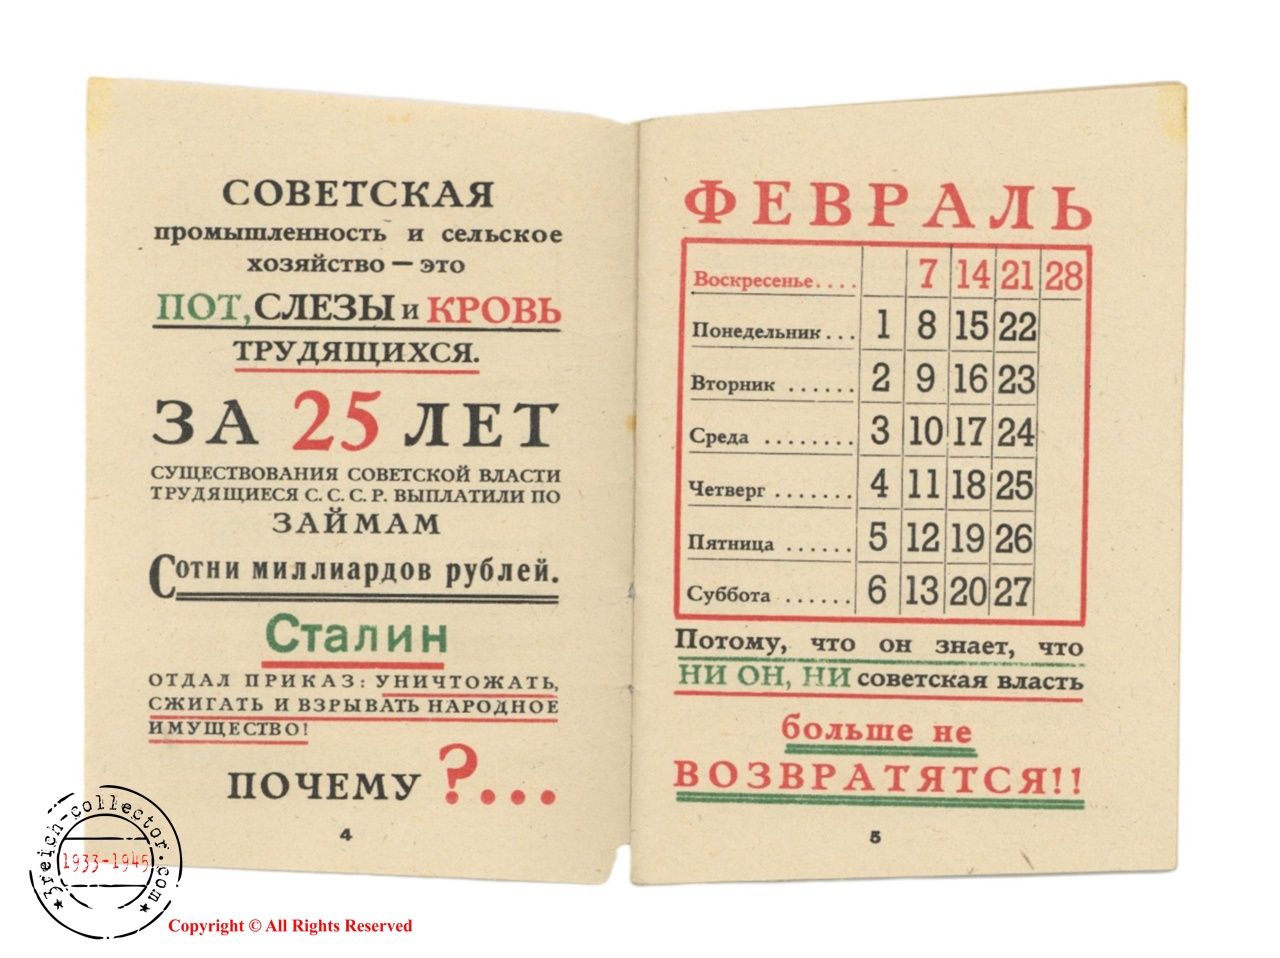 СОВЕТСКАЯ
промышленность и сельское
хозяйство — это
ПОТ, СЛЕЗЫ и КРОВЬ
ТРУДЯЩИХСЯ.
ЗА 25 ЛЕТ
СУЩЕСТВОВАНИЯ СОВЕТСКОЙ ВЛАСТИ
ТРУДЯЩИЕСЯ С. С. С. Р. ВЫПЛАТИЛИ ПО
ЗАЙМАМ
Сотни миллиардов рублей.
Сталин
ОТДАЛ ПРИКАЗ: УНИЧТОЖАТЬ,
СЖИГАТЬ И ВЗРЫВАТЬ НАРОДНОЕ
ИМУЩЕСТВО!
ПОЧЕМУ ?...
4
ФЕВРАЛЬ
Воскресенье.... 7 14 21 28
Понедельник... 1 8 15 22
Вторник ...... 2 9 16 23
Среда ........ 3 10 17 24
Четверг ....... 4 11 18 25
Пятница ...... 5 12 19 26
Суббота ...... 6 13 20 27
Потому, что он знает, что
НИ ОН, НИ советская власть
больше не
ВОЗВРАТЯТСЯ!!
5
3reich-collector.com
1933-1945
Copyright © All Rights Reserved